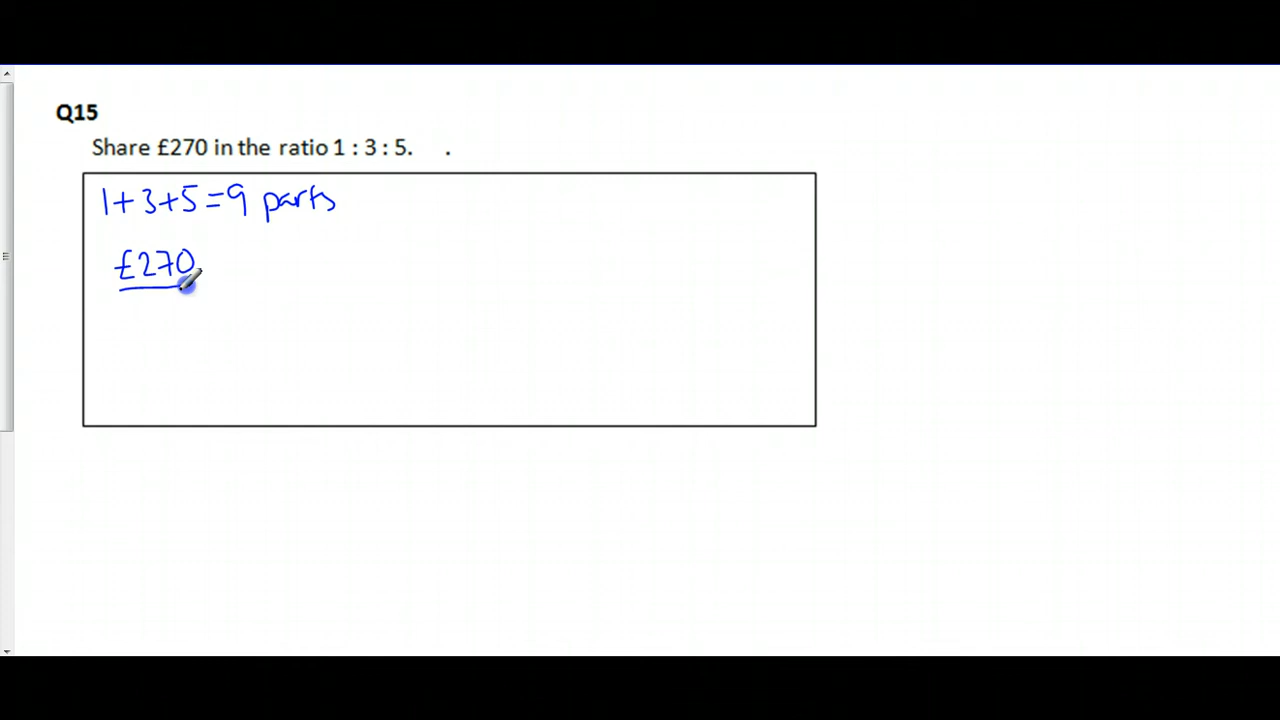 Q15
Share £270 in the ratio 1 : 3 : 5. .
1+3+5=9 parts
£270